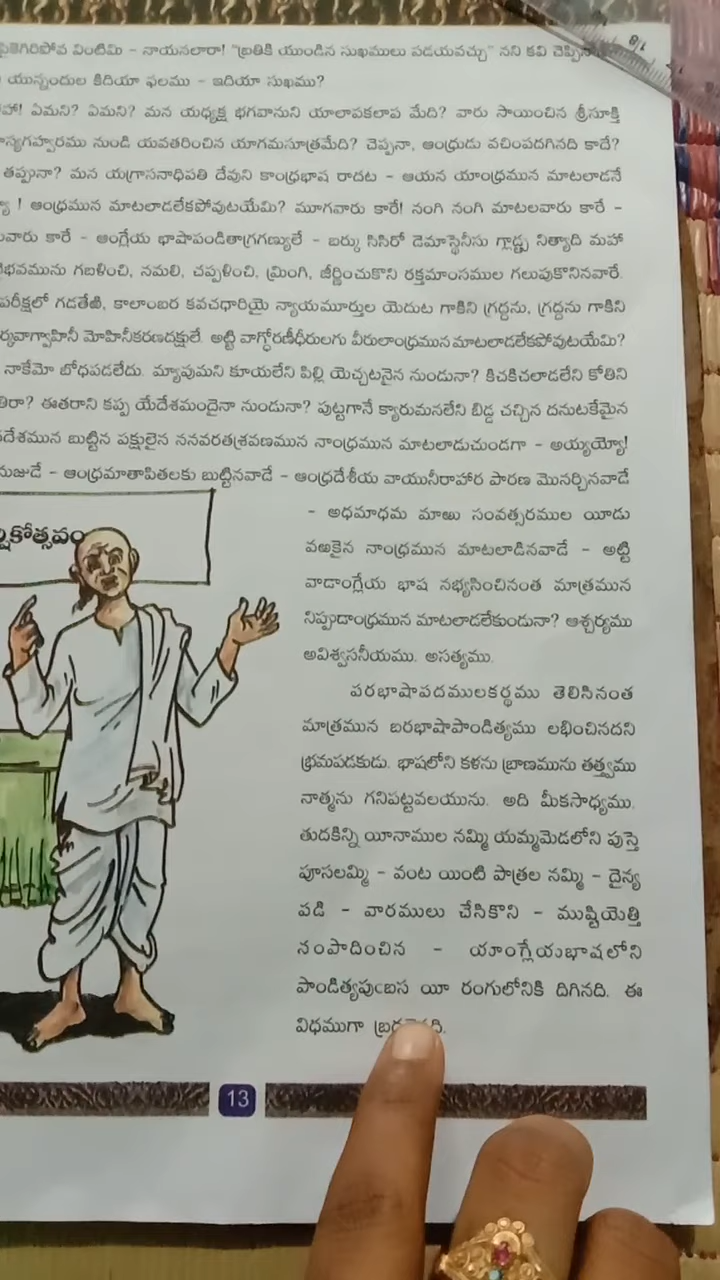 యింటిమి – నాయనలారా! "బ్రతికి యుండిన సుఖములు పడయవచ్చు" నని కవి
యున్నందుల కిదియా ఫలము – ఇదియా సుఖము?
ఏమని? ఏమని? మన యధ్యక్ష భగవానుని యాలాపకలాప మేది? వారు సాయించిన శ్రీసూక్తి
నుండి యవతరించిన యాగమసూత్రమేది? చెప్పనా, ఆంధ్రుడు వచింపదగినది కాదే?
తప్పునా? మన యగ్రాసనాధిపతి దేవుని కాంధ్రభాష రాదట – ఆయన యాంధ్రమున మాటలాడనే
! ఆంధ్రమున మాటలాడలేకపోవుటయేమి? మూగవారు కారే! నంగి నంగి మాటలవారు కారే –
కారే – ఆంగ్లేయ భాషాపండితాగ్రగణ్యులే – బర్కు సిసిరో డెమాస్థెనీసు గ్లాడ్స్ట నిత్యాది మహా
గబళించి, నమలి, చప్పళించి, మ్రింగి, జీర్ణించుకొని రక్తమాంసముల గలుపుకొనినవారే.
గడతేఱి, కాలాంబర కవచధారియై న్యాయమూర్తుల యెదుట గాకిని గ్రద్దను, గ్రద్దను గాకిని
మోహినీకరణదక్షులే. అట్టి వాగ్ధోరణీధీరులగు వీరులాంధ్రమున మాటలాడలేకపోవుటయేమి?
నాకేమో బోధపడలేదు. మ్యావుమని కూయలేని పిల్లి యెచ్చటనైన నుండునా? కిచకిచలాడలేని కోతిని
ఈతరాని కప్ప యేదేశమందైనా నుండునా? పుట్టగానే క్యారుమనలేని బిడ్డ చచ్చిన దనుటకేమైన
బుట్టిన పక్షులైన ననవరతశ్రవణమున నాంధ్రమున మాటలాడుచుండగా – అయ్యయ్యో!
– ఆంధ్రమాతాపితలకు బుట్టినవాడే – ఆంధ్రదేశీయ వాయునీరాహార పారణ మొనర్చినవాడే
– అధమాధమ మాఱు సంవత్సరముల యీడు
వఱకైన నాంధ్రమున మాటలాడినవాడే – అట్టి
వాడాంగ్లేయ భాష నభ్యసించినంత మాత్రమున
నిప్పుడాంధ్రమున మాటలాడలేకుండునా? ఆశ్చర్యము
అవిశ్వసనీయము. అసత్యము.
పరభాషాపదములకర్థము తెలిసినంత
మాత్రమున బరభాషాపాండిత్యము లభించినదని
భ్రమపడకుడు. భాషలోని కళను బ్రాణమును తత్త్వము
నాత్మను గనిపట్టవలయును. అది మీకసాధ్యము.
తుదకిన్ని యీనాముల నమ్మి యమ్మమెడలోని పుస్తె
పూసలమ్మి – వంట యింటి పాత్రల నమ్మి – దైన్య
పడి – వారములు చేసికొని – ముష్టియెత్తి
నంపాదించిన – యాంగ్లేయభాషలోని
పాండిత్యపుఁబస యీ రంగులోనికి దిగినది. ఈ
విధముగా
13